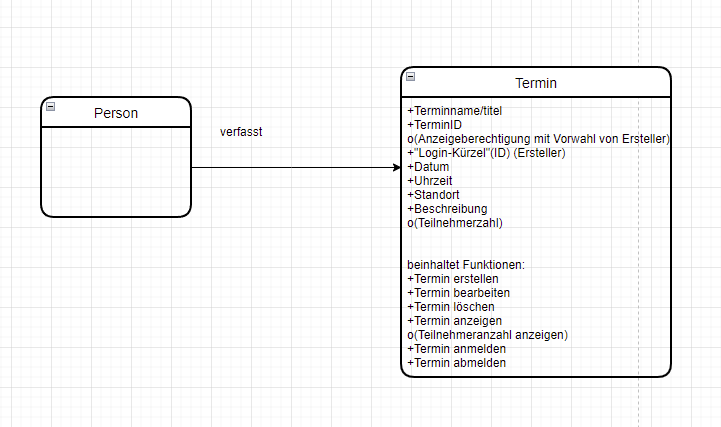 Person
verfasst
Termin
+Terminname/titel
+TerminID
o(Anzeigeberechtigung mit Vorwahl von Ersteller)
+"Login-Kürzel"(ID) (Ersteller)
+Datum
+Uhrzeit
+Standort
+Beschreibung
o(Teilnehmerzahl)
beinhaltet Funktionen:
+Termin erstellen
+Termin bearbeiten
+Termin löschen
+Termin anzeigen
o(Teilnehmeranzahl anzeigen)
+Termin anmelden
+Termin abmelden